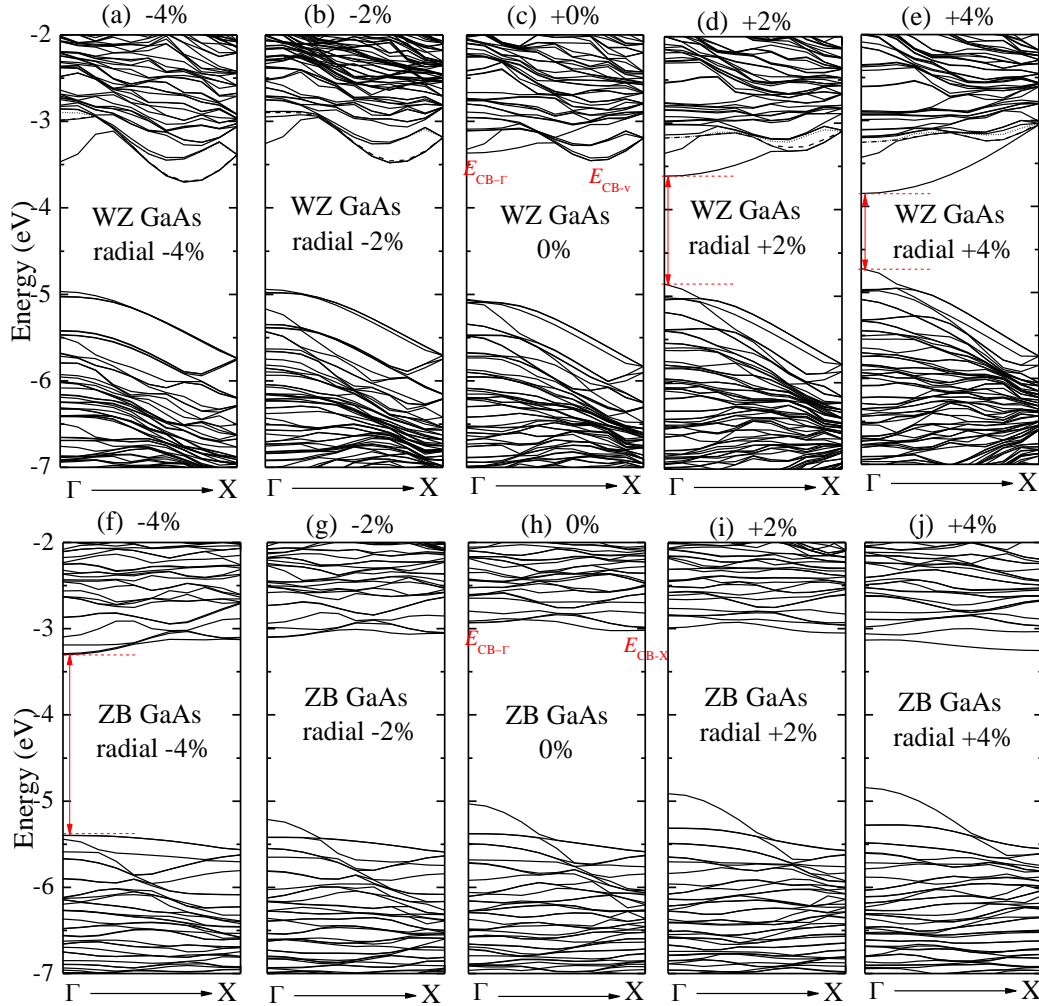 (a) -4%
(b) -2%
(c) +0%
(d) +2%
(e) +4%
Energy (eV)
-2
-3
-4
-5
-6
-7
E_CB-Γ
E_CB-v
WZ GaAs
radial -4%
WZ GaAs
radial -2%
WZ GaAs
0%
WZ GaAs
radial +2%
WZ GaAs
radial +4%
Γ X
Γ X
Γ X
Γ X
Γ X
(f) -4%
(g) -2%
(h) 0%
(i) +2%
(j) +4%
Energy (eV)
-2
-3
-4
-5
-6
-7
E_CB-Γ
E_CB-X
ZB GaAs
radial -4%
ZB GaAs
radial -2%
ZB GaAs
0%
ZB GaAs
radial +2%
ZB GaAs
radial +4%
Γ X
Γ X
Γ X
Γ X
Γ X